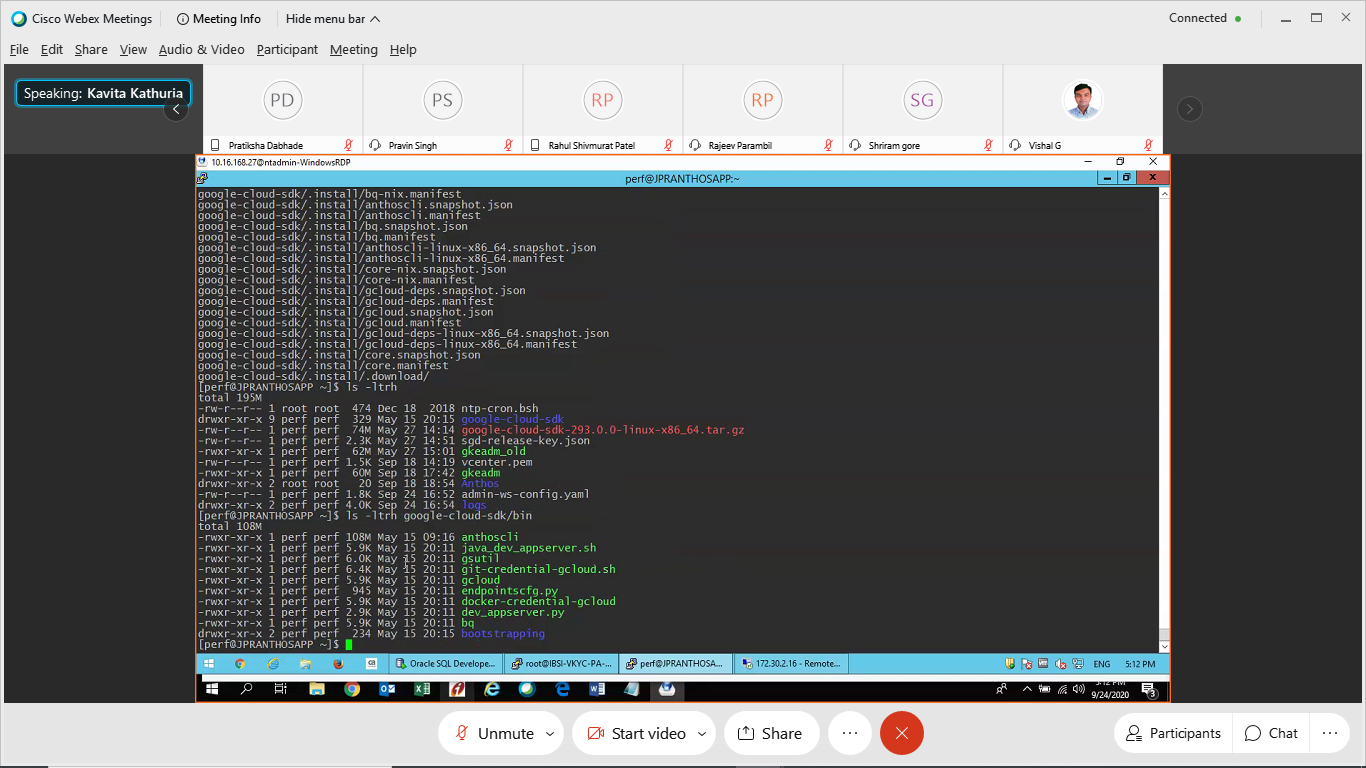 Cisco Webex Meetings
Meeting Info
Hide menu bar
Connected
File Edit Share View Audio & Video Participant Meeting Help
Speaking: Kavita Kathuria
PD PS RP RP SG
Pratiksha Dabhade Pravin Singh Rahul Shivmurat Patel Rajeev Parambil Shriram gore Vishal G
10.16.168.27@ntadmin-WindowsRDP
perf@JPRANTHOSAPP:~
google-cloud-sdk/.install/bq-nix.manifest
google-cloud-sdk/.install/anthoscli.snapshot.json
google-cloud-sdk/.install/anthoscli.manifest
google-cloud-sdk/.install/bq.snapshot.json
google-cloud-sdk/.install/bq.manifest
google-cloud-sdk/.install/anthoscli-linux-x86_64.snapshot.json
google-cloud-sdk/.install/anthoscli-linux-x86_64.manifest
google-cloud-sdk/.install/core-nix.snapshot.json
google-cloud-sdk/.install/core-nix.manifest
google-cloud-sdk/.install/gcloud-deps.snapshot.json
google-cloud-sdk/.install/gcloud-deps.manifest
google-cloud-sdk/.install/gcloud.snapshot.json
google-cloud-sdk/.install/gcloud.manifest
google-cloud-sdk/.install/gcloud-deps-linux-x86_64.snapshot.json
google-cloud-sdk/.install/gcloud-deps-linux-x86_64.manifest
google-cloud-sdk/.install/core.snapshot.json
google-cloud-sdk/.install/core.manifest
google-cloud-sdk/.install/.download/
[perf@JPRANTHOSAPP ~]$ ls -ltrh
total 195M
-rw-r--r-- 1 root root 474 Dec 18 2018 ntp-cron.bsh
drwxr-xr-x 9 perf perf 329 May 15 20:15 google-cloud-sdk
-rw-r--r-- 1 perf perf 74M May 27 14:14 google-cloud-sdk-293.0.0-linux-x86_64.tar.gz
-rw-r--r-- 1 perf perf 2.3K May 27 14:51 sgd-release-key.json
-rwxr-xr-x 1 perf perf 62M May 27 15:01 gkeadm_old
-rw-r--r-- 1 perf perf 1.5K Sep 18 14:19 vcenter.pem
-rwxr-xr-x 1 perf perf 60M Sep 18 17:42 gkeadm
drwxr-xr-x 2 root root 20 Sep 18 18:54 Anthos
-rw-r--r-- 1 perf perf 1.8K Sep 24 16:52 admin-ws-config.yaml
drwxr-xr-x 2 perf perf 4.0K Sep 24 16:54 logs
[perf@JPRANTHOSAPP ~]$ ls -ltrh google-cloud-sdk/bin
total 108M
-rwxr-xr-x 1 perf perf 108M May 15 09:16 anthoscli
-rwxr-xr-x 1 perf perf 5.9K May 15 20:11 java_dev_appserver.sh
-rwxr-xr-x 1 perf perf 6.0K May 15 20:11 gsutil
-rwxr-xr-x 1 perf perf 6.4K May 15 20:11 git-credential-gcloud.sh
-rwxr-xr-x 1 perf perf 5.9K May 15 20:11 gcloud
-rwxr-xr-x 1 perf perf 945 May 15 20:11 endpointscfg.py
-rwxr-xr-x 1 perf perf 5.9K May 15 20:11 docker-credential-gcloud
-rwxr-xr-x 1 perf perf 2.9K May 15 20:11 dev_appserver.py
-rwxr-xr-x 1 perf perf 5.9K May 15 20:11 bq
drwxr-xr-x 2 perf perf 234 May 15 20:15 bootstrapping
[perf@JPRANTHOSAPP ~]$
Oracle SQL Develope... root@IBSI-VKYC-PA-... perf@JPRANTHOSA... 172.30.2.16 - Remote... ENG 5:12 PM
5:12 PM
9/24/2020
3
Unmute Start video Share Participants Chat